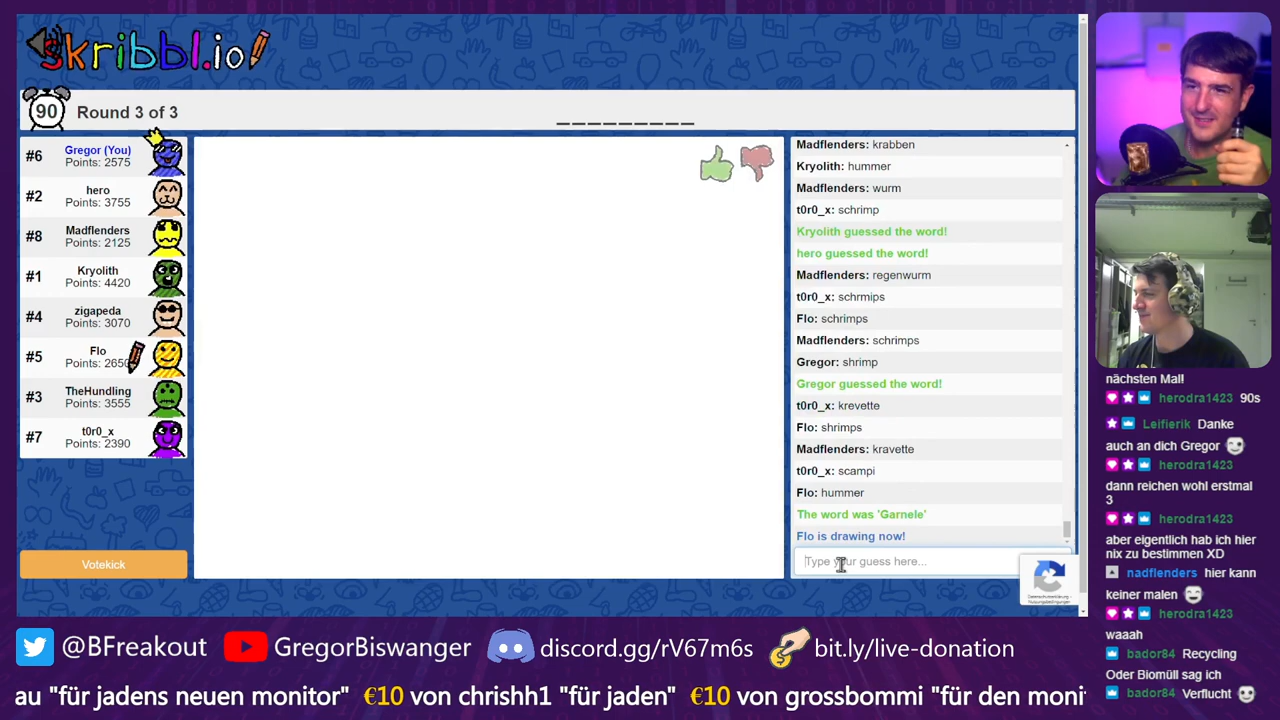 skribbl.io
90
Round 3 of 3
_________
#6 Gregor (You)
Points: 2575
#2 hero
Points: 3755
#8 Madflenders
Points: 2125
#1 Kryolith
Points: 4420
#4 zigapeda
Points: 3070
#5 Flo
Points: 2650
#3 TheHundling
Points: 3555
#7 t0r0_x
Points: 2390
Votekick
Madflenders: krabben
Kryolith: hummer
Madflenders: wurm
t0r0_x: schrimp
Kryolith guessed the word!
hero guessed the word!
Madflenders: regenwurm
t0r0_x: schrmips
Flo: schrimps
Madflenders: schrimps
Gregor: shrimp
Gregor guessed the word!
t0r0_x: krevette
Flo: shrimps
Madflenders: kravette
t0r0_x: scampi
Flo: hummer
The word was 'Garnele'
Flo is drawing now!
Type your guess here...
nächsten Mal!
herodra1423 90s
Leifierik Danke
auch an dich Gregor
herodra1423
dann reichen wohl erstmal
3
herodra1423
aber eigentlich hab ich hier
nix zu bestimmen XD
nadflenders hier kann
keiner malen
herodra1423
waaah
bador84 Recycling
Oder Biomüll sag ich
bador84 Verflucht
@BFreakout GregorBiswanger discord.gg/rV67m6s bit.ly/live-donation
au "für jadens neuen monitor" €10 von chrishh1 "für jaden" €10 von grossbommi "für den moni